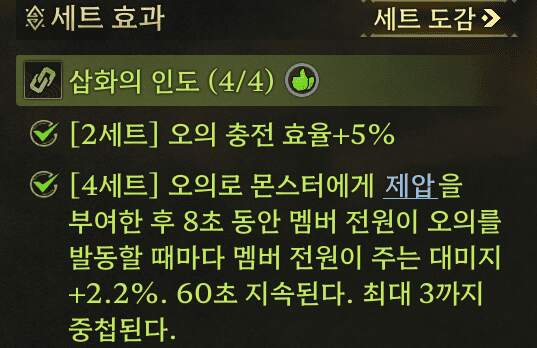 세트 효과
세트 도감
삽화의 인도 (4/4)
[2세트] 오의 충전 효율+5%
[4세트] 오의로 몬스터에게 제압을
부여한 후 8초 동안 멤버 전원이 오의를
발동할 때마다 멤버 전원이 주는 대미지
+2.2%. 60초 지속된다. 최대 3까지
중첩된다.